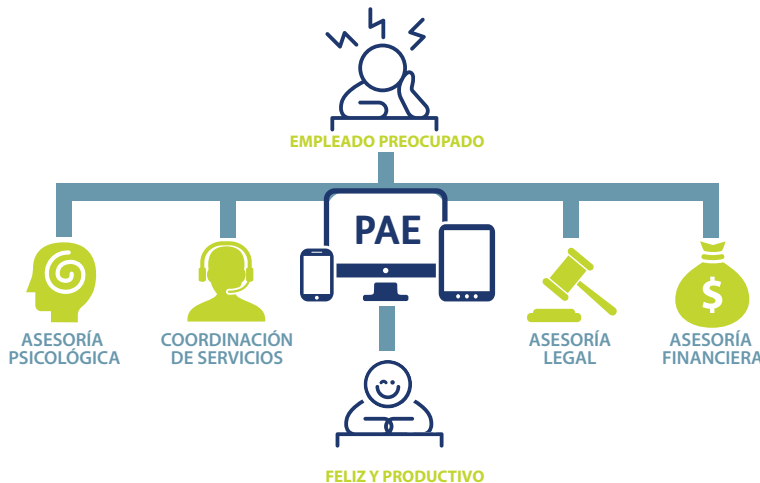 EMPLEADO PREOCUPADO
PAE
ASESORÍA
PSICOLÓGICA
COORDINACIÓN
DE SERVICIOS
ASESORÍA
LEGAL
$
ASESORÍA
FINANCIERA
FELIZ Y PRODUCTIVO